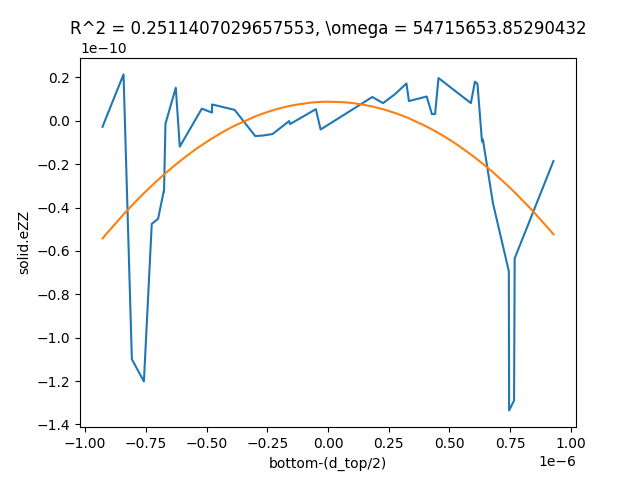 R^2 = 0.2511407029657553, \omega = 54715653.85290432
1e−10
0.2
0.0
−0.2
−0.4
−0.6
−0.8
−1.0
−1.2
−1.4
solid.eZZ
−1.00 −0.75 −0.50 −0.25 0.00 0.25 0.50 0.75 1.00
1e−6
bottom-(d_top/2)